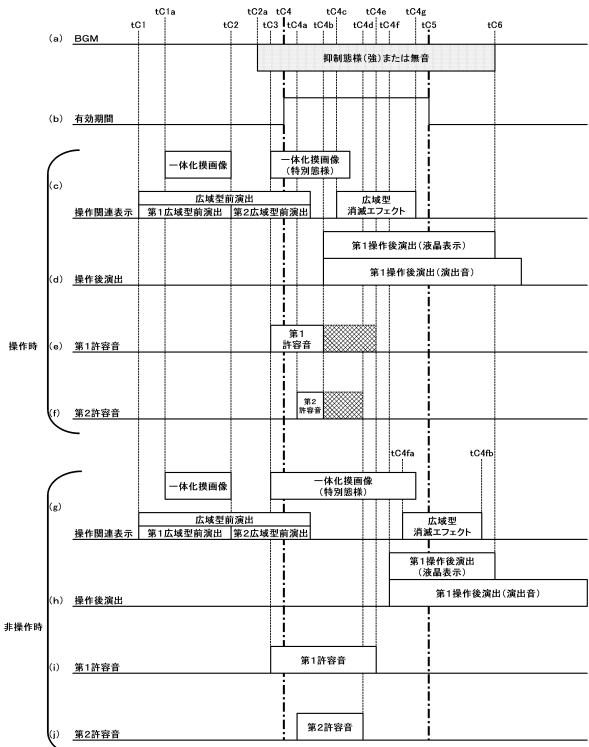 tC1a
tC2a
tC4
tC4c
tC4e
tC4g
tC1
tC2
tC3
tC4a
tC4b
tC4d
tC4f
tC5
tC6
(a) BGM
抑制態様(強)または無音
(b) 有効期間
操作時
(c)
操作関連表示
一体化摸画像
一体化摸画像
(特別態様)
広域型前演出
第1広域型前演出
第2広域型前演出
広域型
消滅エフェクト
(d) 操作後演出
第1操作後演出(液晶表示)
第1操作後演出(演出音)
(e) 第1許容音
第1
許容音
(f) 第2許容音
第2
許容音
非操作時
tC4fa
tC4fb
(g)
操作関連表示
一体化摸画像
一体化摸画像
(特別態様)
広域型前演出
第1広域型前演出
第2広域型前演出
広域型
消滅エフェクト
(h) 操作後演出
第1操作後演出
(液晶表示)
第1操作後演出(演出音)
(i) 第1許容音
第1許容音
(j) 第2許容音
第2許容音